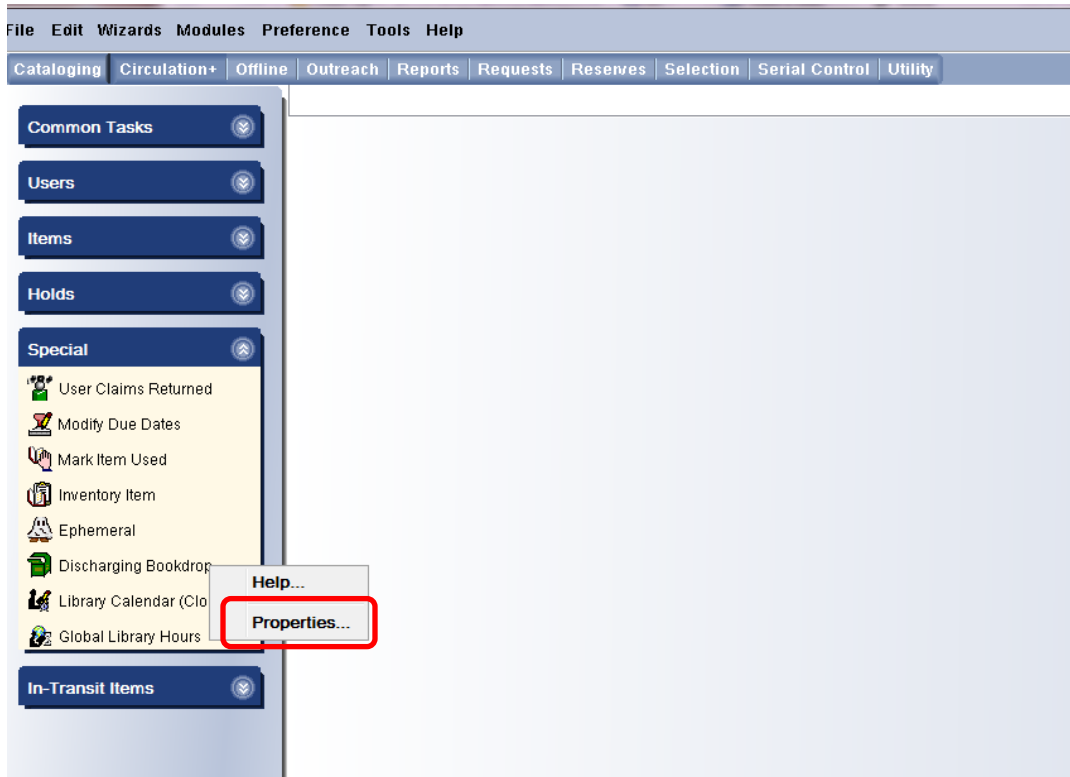 File Edit Wizards Modules Preference Tools Help
Cataloging Circulation+ Offline Outreach Reports Requests Reserves Selection Serial Control Utility
Common Tasks
Users
Items
Holds
Special
User Claims Returned
Modify Due Dates
Mark Item Used
Inventory Item
Ephemeral
Discharging Bookdrop
Help...
Library Calendar (Clo
Properties...
Global Library Hours
In-Transit Items